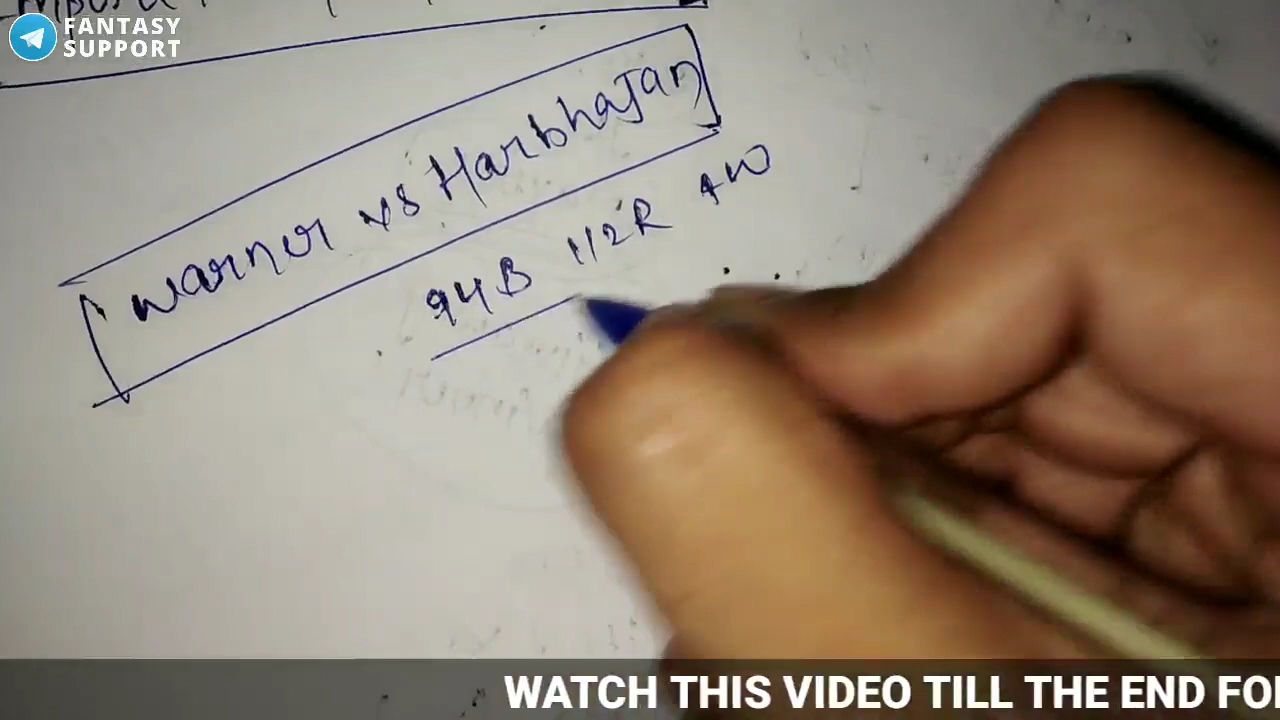 FANTASY
SUPPORT
Warner vs Harbhajan
94B 112R 4W
WATCH THIS VIDEO TILL THE END FO